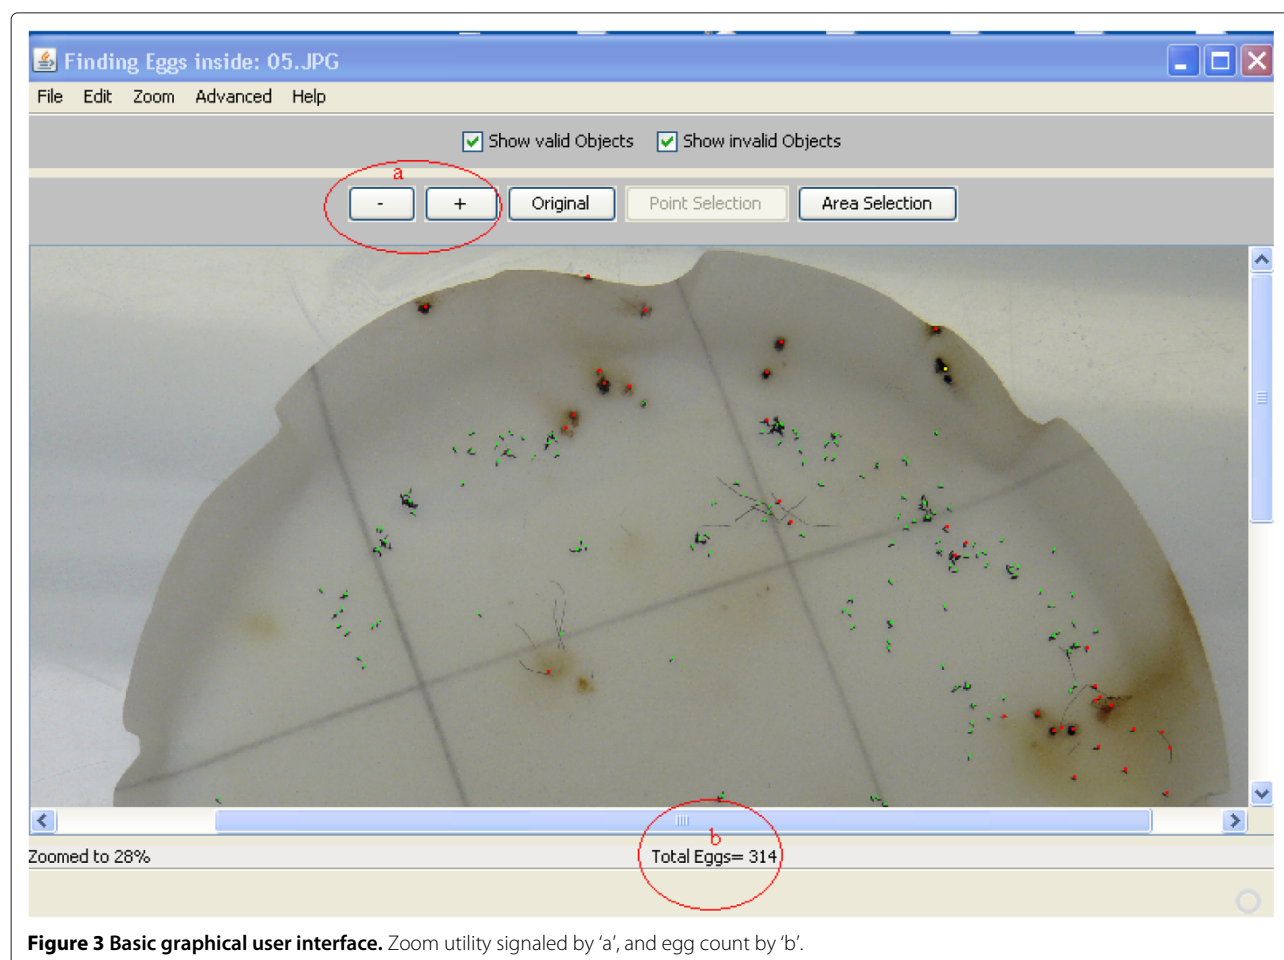 Finding Eggs inside: 05.JPG
File Edit Zoom Advanced Help
Show valid Objects Show invalid Objects
a
- + Original Point Selection Area Selection
b
Zoomed to 28% Total Eggs= 314
Figure 3 Basic graphical user interface. Zoom utility signaled by ‘a’, and egg count by ‘b’.